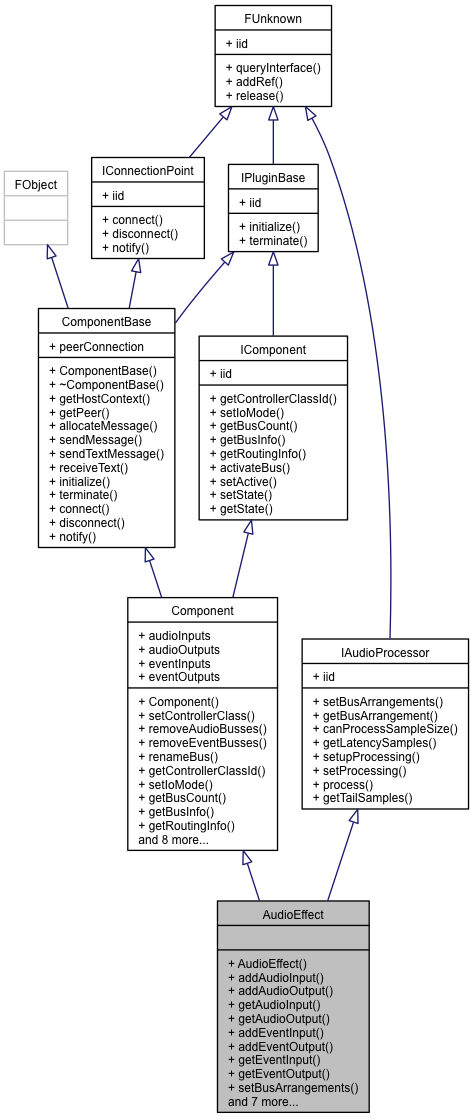 FUnknown
+ iid
+ queryInterface()
+ addRef()
+ release()
FObject
IConnectionPoint
+ iid
+ connect()
+ disconnect()
+ notify()
IPluginBase
+ iid
+ initialize()
+ terminate()
ComponentBase
+ peerConnection
+ ComponentBase()
+ ~ComponentBase()
+ getHostContext()
+ getPeer()
+ allocateMessage()
+ sendMessage()
+ sendTextMessage()
+ receiveText()
+ initialize()
+ terminate()
+ connect()
+ disconnect()
+ notify()
IComponent
+ iid
+ getControllerClassId()
+ setIoMode()
+ getBusCount()
+ getBusInfo()
+ getRoutingInfo()
+ activateBus()
+ setActive()
+ setState()
+ getState()
Component
+ audioInputs
+ audioOutputs
+ eventInputs
+ eventOutputs
+ Component()
+ setControllerClass()
+ removeAudioBusses()
+ removeEventBusses()
+ renameBus()
+ getControllerClassId()
+ setIoMode()
+ getBusCount()
+ getBusInfo()
+ getRoutingInfo()
and 8 more...
IAudioProcessor
+ iid
+ setBusArrangements()
+ getBusArrangement()
+ canProcessSampleSize()
+ getLatencySamples()
+ setupProcessing()
+ setProcessing()
+ process()
+ getTailSamples()
AudioEffect
+ AudioEffect()
+ addAudioInput()
+ addAudioOutput()
+ getAudioInput()
+ getAudioOutput()
+ addEventInput()
+ addEventOutput()
+ getEventInput()
+ getEventOutput()
+ setBusArrangements()
and 7 more...